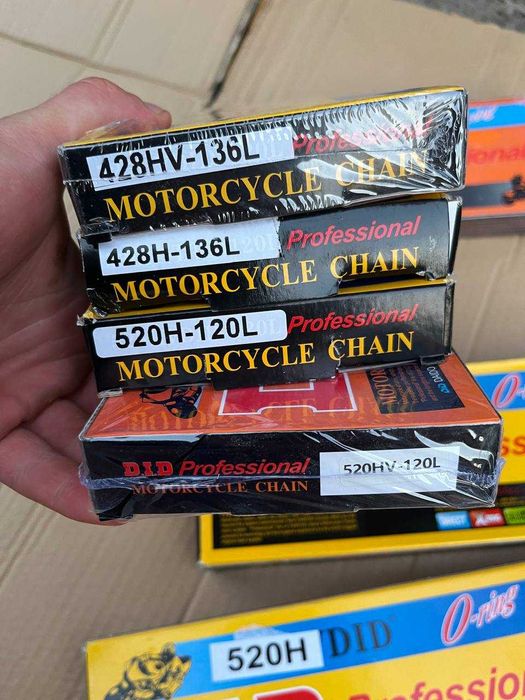 428HV-136L Professional
MOTORCYCLE CHAIN
428H-136L Professional
MOTORCYCLE CHAIN
520H-120L Professional
MOTORCYCLE CHAIN
DID Professional 520HV-120L
MOTORCYCLE CHAIN
O-ring
520H DID O-ring
Professional